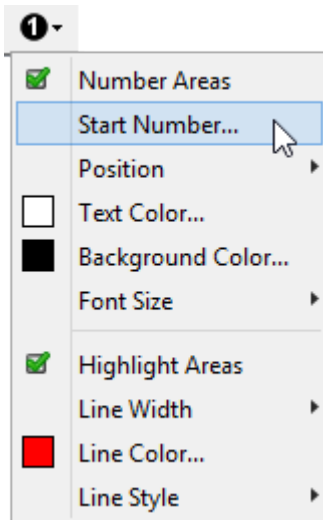 1
Number Areas
Start Number...
Position
Text Color...
Background Color...
Font Size
Highlight Areas
Line Width
Line Color...
Line Style